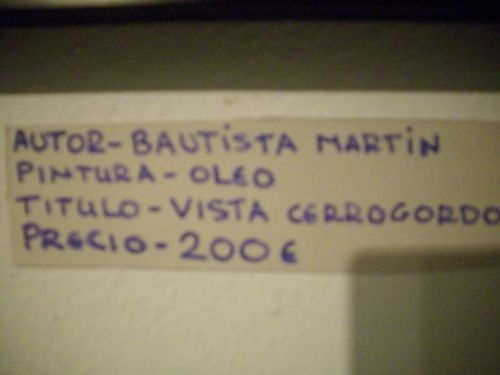 AUTOR-BAUTISTA MARTIN
PINTURA-OLEO
TITULO-VISTA CERROGORDO
PRECIO-200€